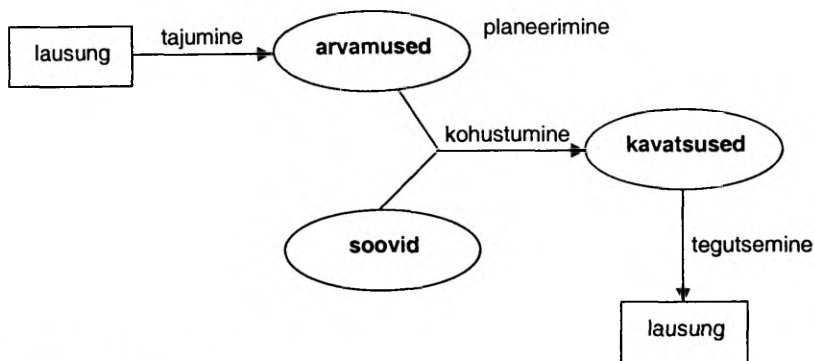 lausung
tajumine
arvamused
planeerimine
kohustumine
kavatsused
soovid
tegutsemine
lausung